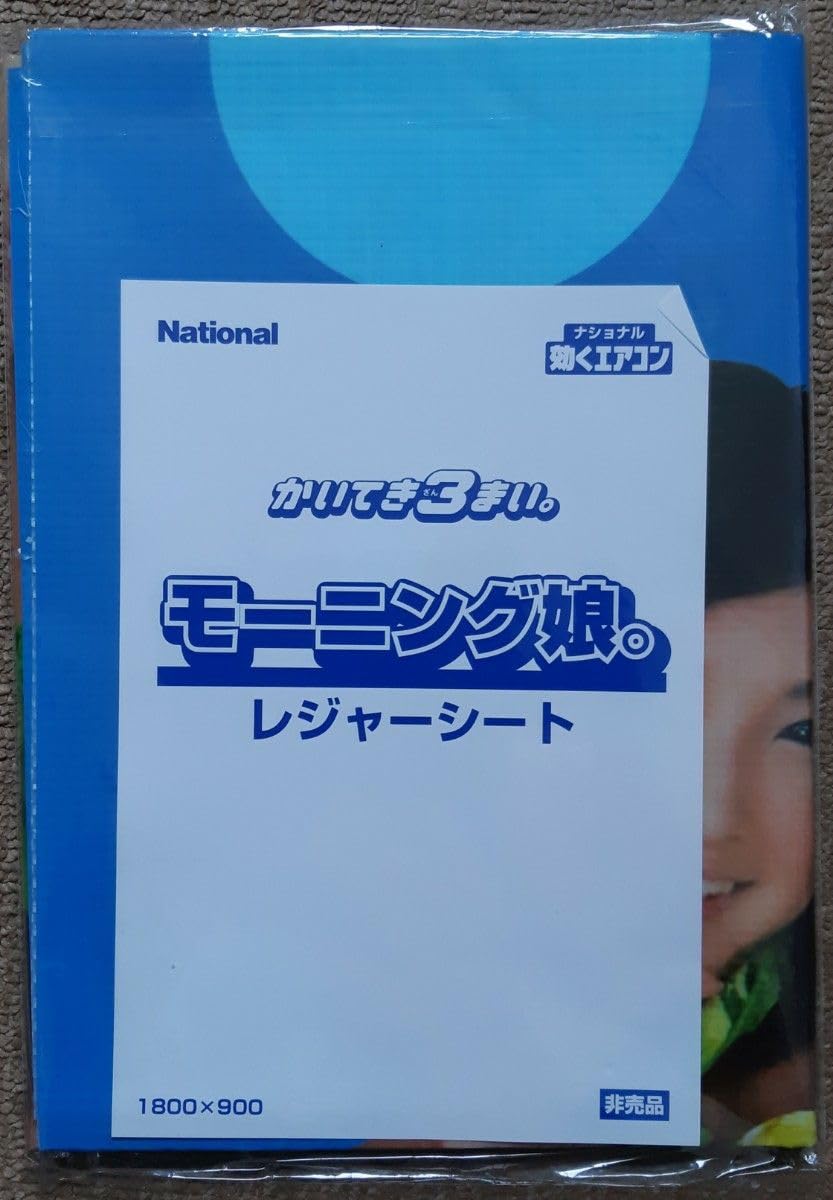 National
ナショナル
効くエアコン
かいてき3まい。
ざん
モーニング娘。
レジャーシート
1800×900
非売品